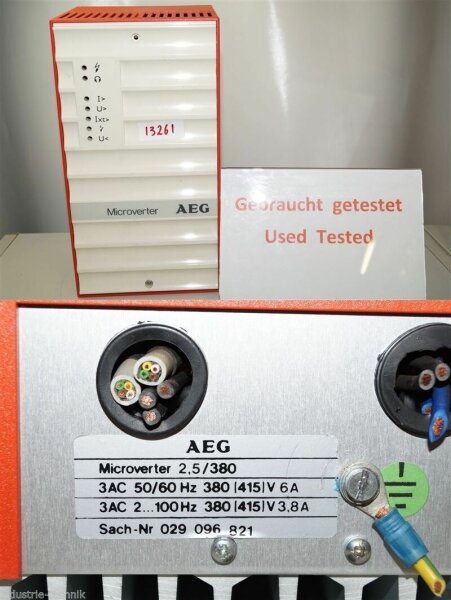 I>
U>
Ixt>
U<
13261
Microverter AEG
Gebraucht getestet
Used Tested
AEG
Microverter 2,5/380
3AC 50/60 Hz 380 |415|V 6A
3AC 2...100Hz 380 |415|V 3,8A
Sach-Nr 029 096 821